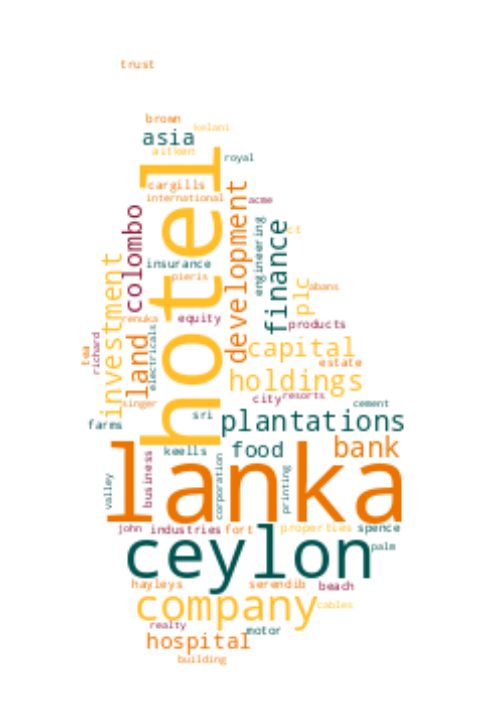 trust
brown
kelani
asia
aitken
royal
cargills
international
acme
hotel
colombo
development
engineering
finance
ct
investment
land
insurance
pieris
plc
abans
renuka
equity
products
electricals
richard
tea
capital
estate
holdings
singer
city
resorts
cement
farms
sri
plantations
keells
food
bank
lanka
valley
business
corporation
printing
john
industries
fort
properties
spence
ceylon
palm
hayleys
serendib
beach
company
cables
realty
motor
hospital
building